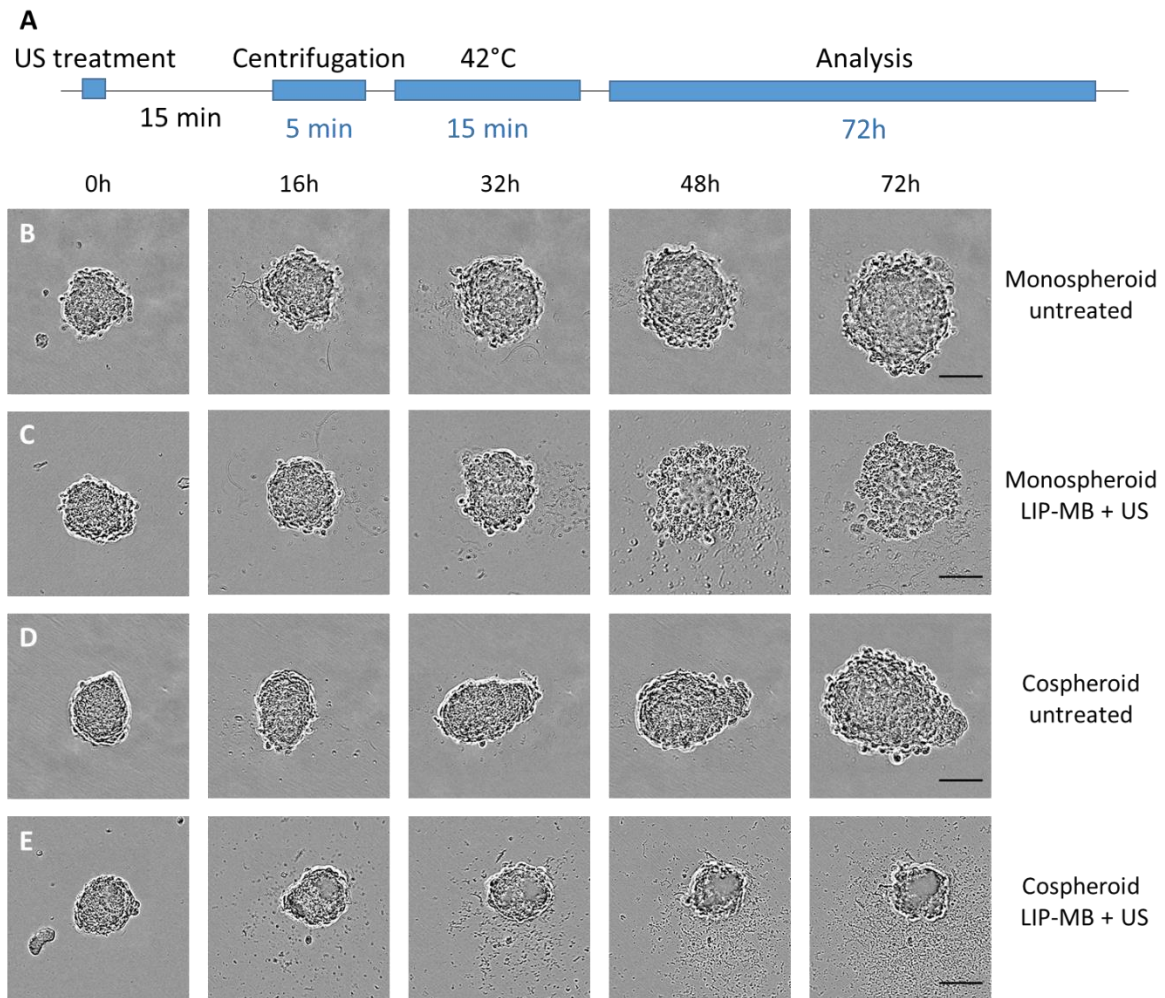 A
US treatment Centrifugation 42°C Analysis
15 min 5 min 15 min 72h
0h 16h 32h 48h 72h
B
Monospheroid
untreated
C
Monospheroid
LIP-MB + US
D
Cospheroid
untreated
E
Cospheroid
LIP-MB + US